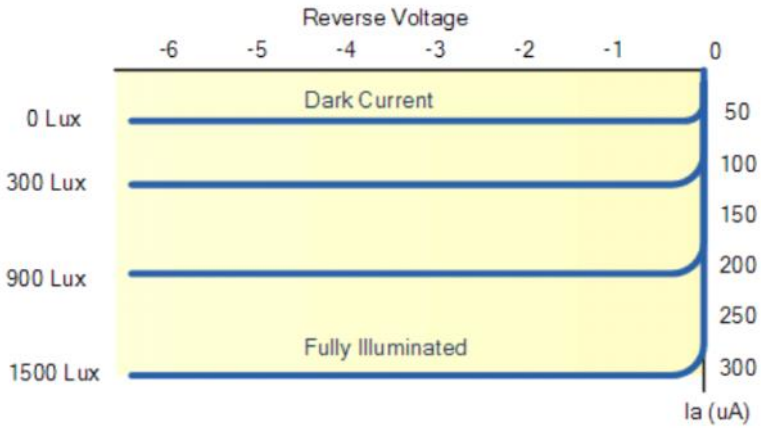 Reverse Voltage
-6 -5 -4 -3 -2 -1 0
Dark Current
0 Lux
50
100
300 Lux
150
200
900 Lux
250
Fully Illuminated
1500 Lux
300
Ia (uA)